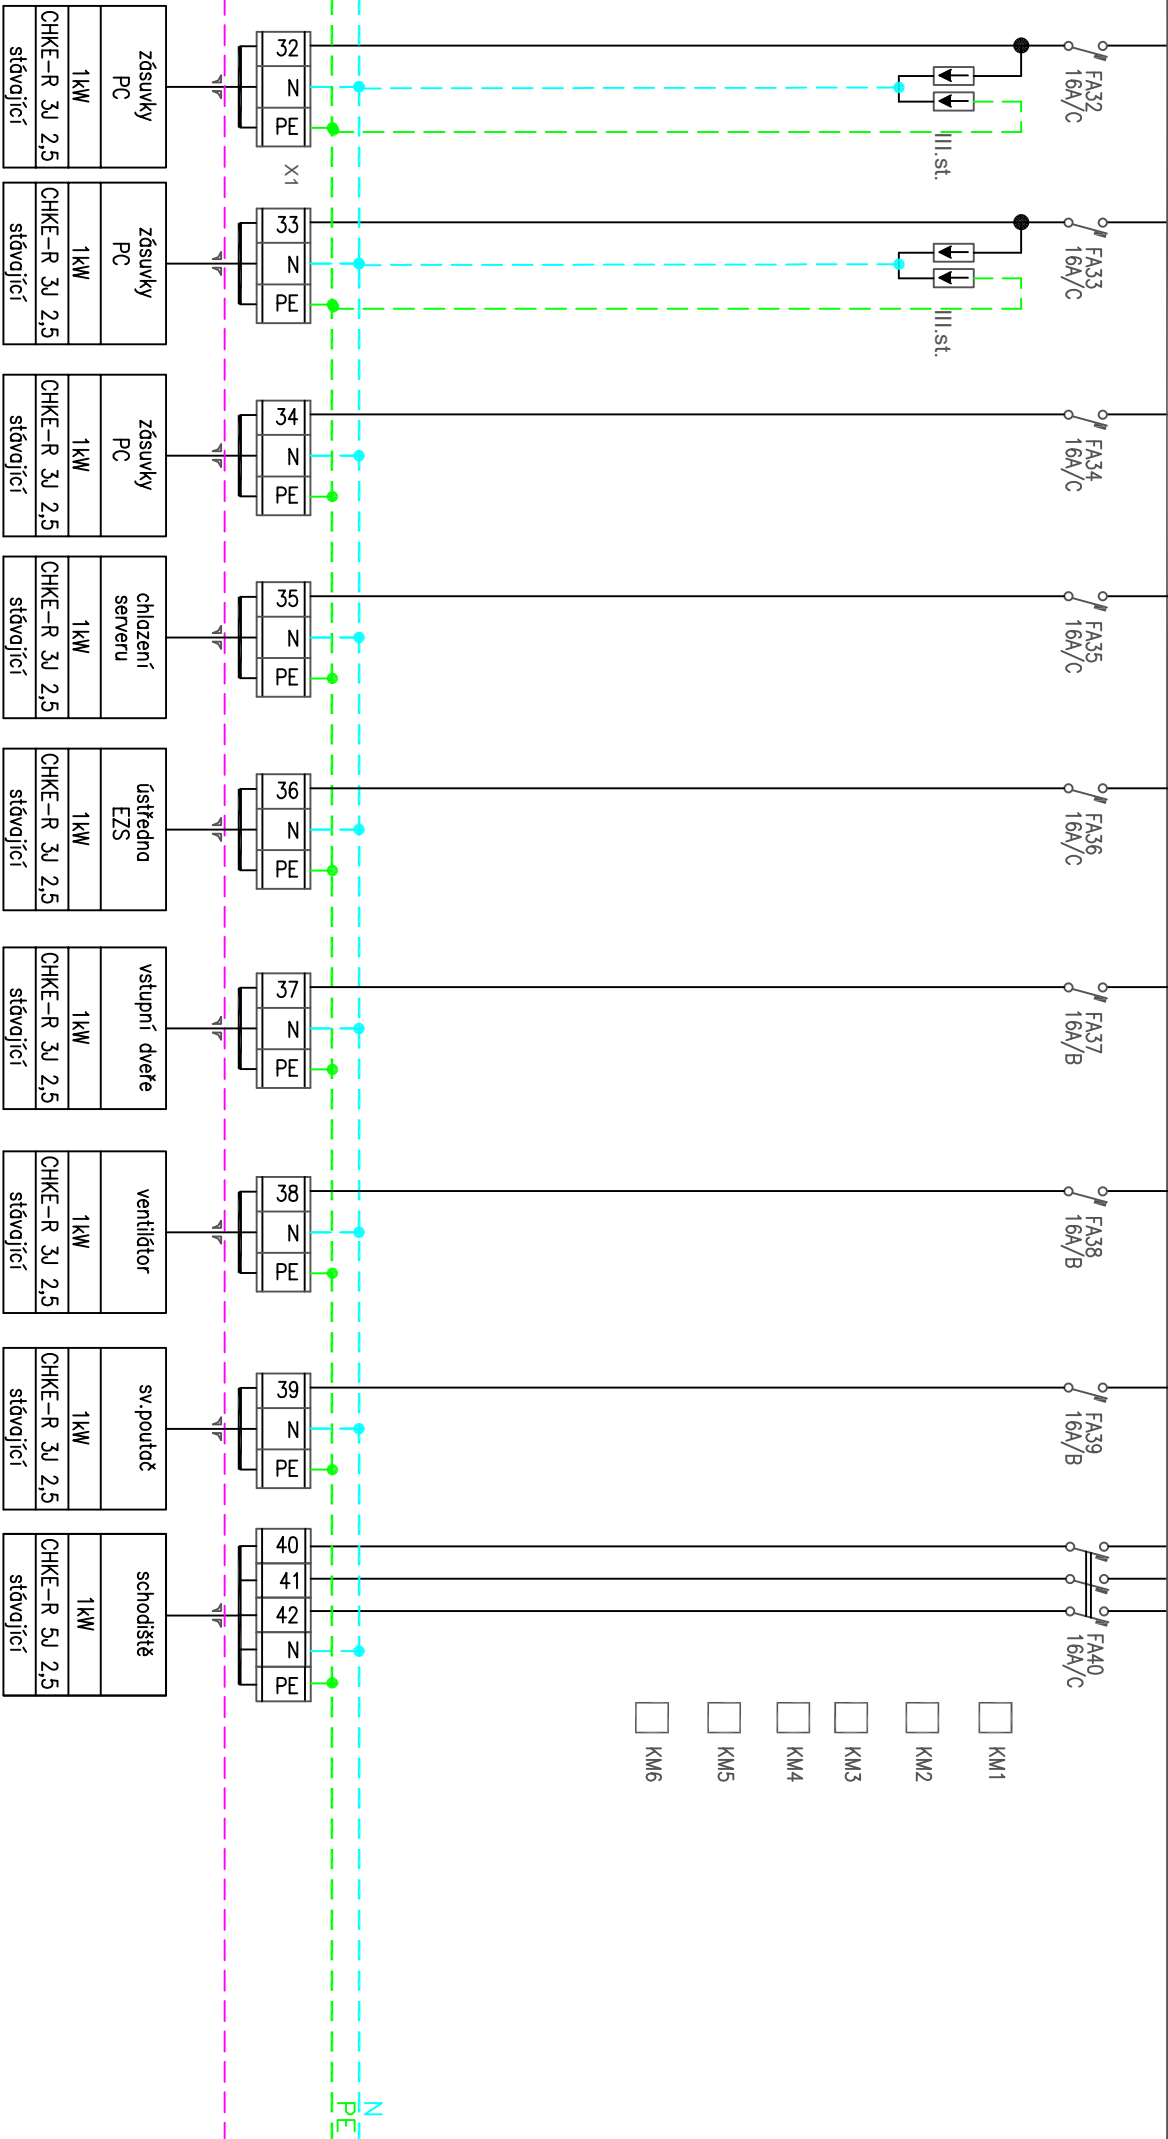 FA32
16A/C
FA33
16A/C
FA34
16A/C
FA35
16A/C
FA36
16A/C
FA37
16A/B
FA38
16A/B
FA39
16A/B
FA40
16A/C
III.st.
III.st.
KM1
KM2
KM3
KM4
KM5
KM6
N
PE
32
N
PE
X1
33
N
PE
34
N
PE
35
N
PE
36
N
PE
37
N
PE
38
N
PE
39
N
PE
40
41
42
N
PE
zásuvky
PC
1kW
CHKE-R 3J 2,5
stávající
zásuvky
PC
1kW
CHKE-R 3J 2,5
stávající
zásuvky
PC
1kW
CHKE-R 3J 2,5
stávající
chlazení
serveru
1kW
CHKE-R 3J 2,5
stávající
ústředna
EZS
1kW
CHKE-R 3J 2,5
stávající
vstupní dveře
1kW
CHKE-R 3J 2,5
stávající
ventilátor
1kW
CHKE-R 3J 2,5
stávající
sv.poutač
1kW
CHKE-R 3J 2,5
stávající
schodiště
1kW
CHKE-R 5J 2,5
stávající